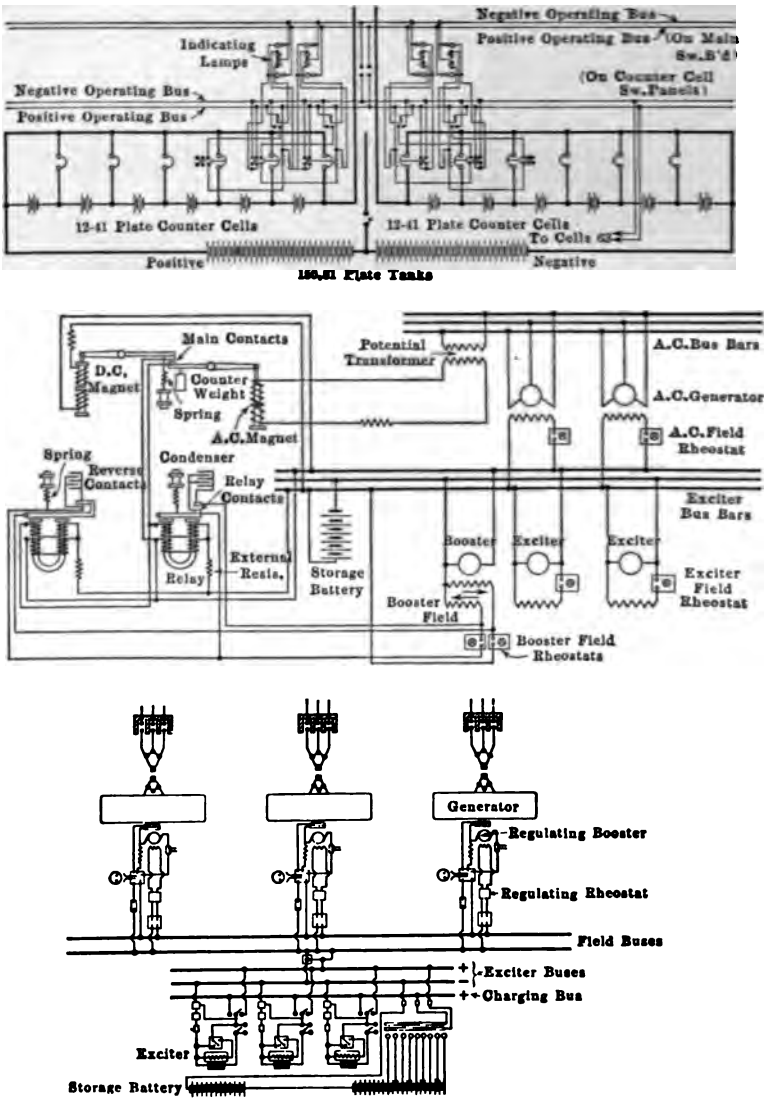 Negative Operating Bus
Indicating
Lamps
Positive Operating Bus
(On Main
Sw.B'd)
(On Counter Cell
Sw.Panels)
Negative Operating Bus
Positive Operating Bus
12-41 Plate Counter Cells
12-41 Plate Counter Cells
To Cells 63
Positive
Negative
Plate Tanks
Main Contacts
D.C.
Magnet
Counter
Weight
Spring
A.C.Magnet
Potential
Transformer
A.C.Bus Bars
A.C.Generator
A.C.Field
Rheostat
Spring
Reverse
Contacts
Condenser
Relay
Contacts
Relay
External
Resis.
Storage
Battery
Exciter
Bus Bars
Booster
Exciter
Exciter
Booster
Field
Exciter
Field
Rheostat
Booster Field
Rheostats
Generator
Regulating Booster
Regulating Rheostat
Field Buses
+
Exciter Buses
−
+ Charging Bus
Exciter
Storage Battery